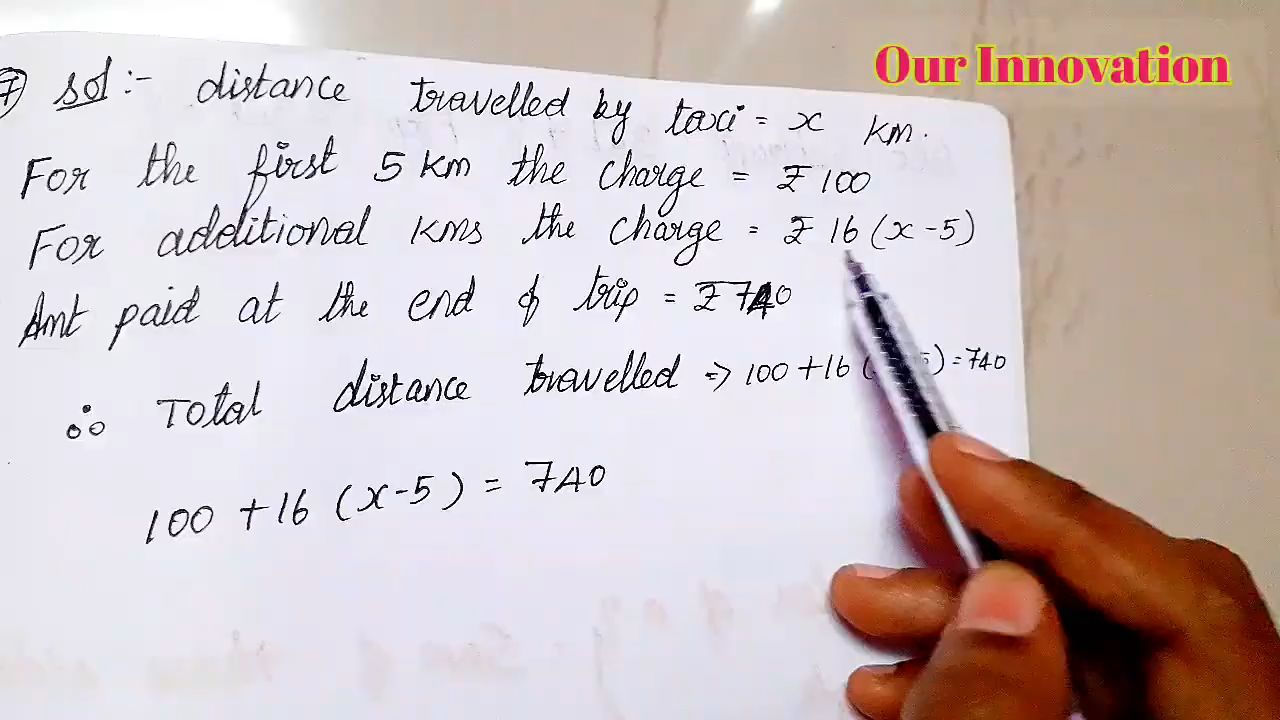 Our Innovation
7 Sol :- distance travelled by taxi = x km.
For the first 5 km the charge = ₹ 100
For additional kms the charge = ₹ 16 (x - 5)
Amt paid at the end of trip = ₹ 740
∴ Total distance travelled => 100 + 16 ( 5) = 740
100 + 16 (x - 5) = 740